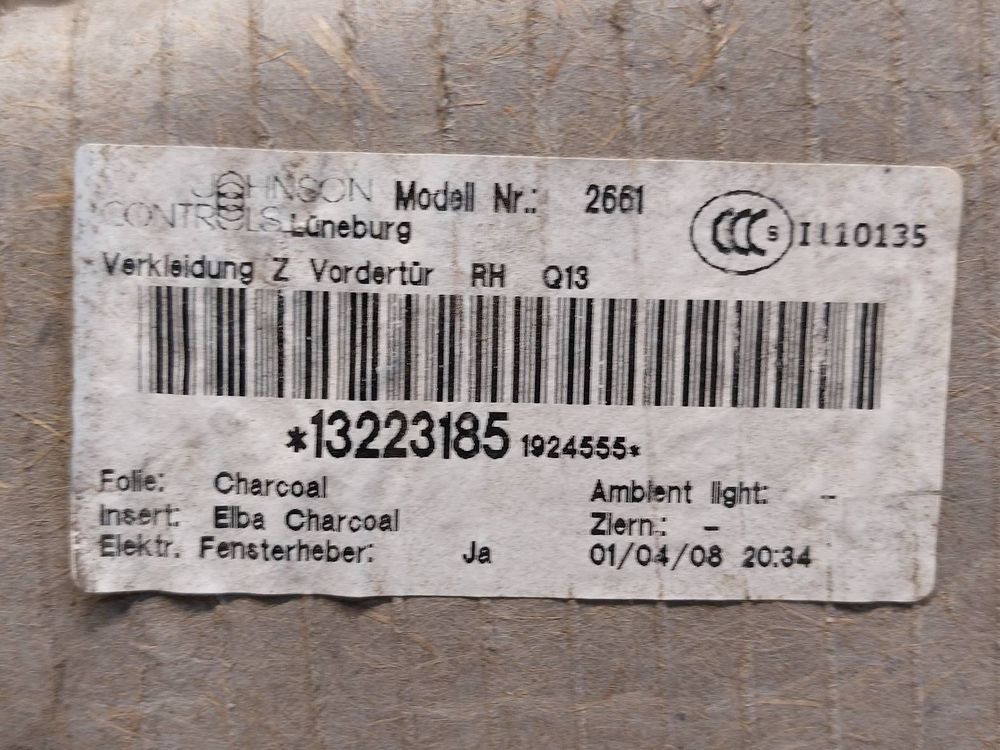 JOHNSON
CONTROLS Lüneburg
Modell Nr.: 2661
CCC S I110135
Verkleidung Z Vordertür RH Q13
*13223185 1924555*
Folie: Charcoal
Ambient light: --
Insert: Elba Charcoal
Ziern.: -
Elektr. Fensterheber: Ja
01/04/08 20:34